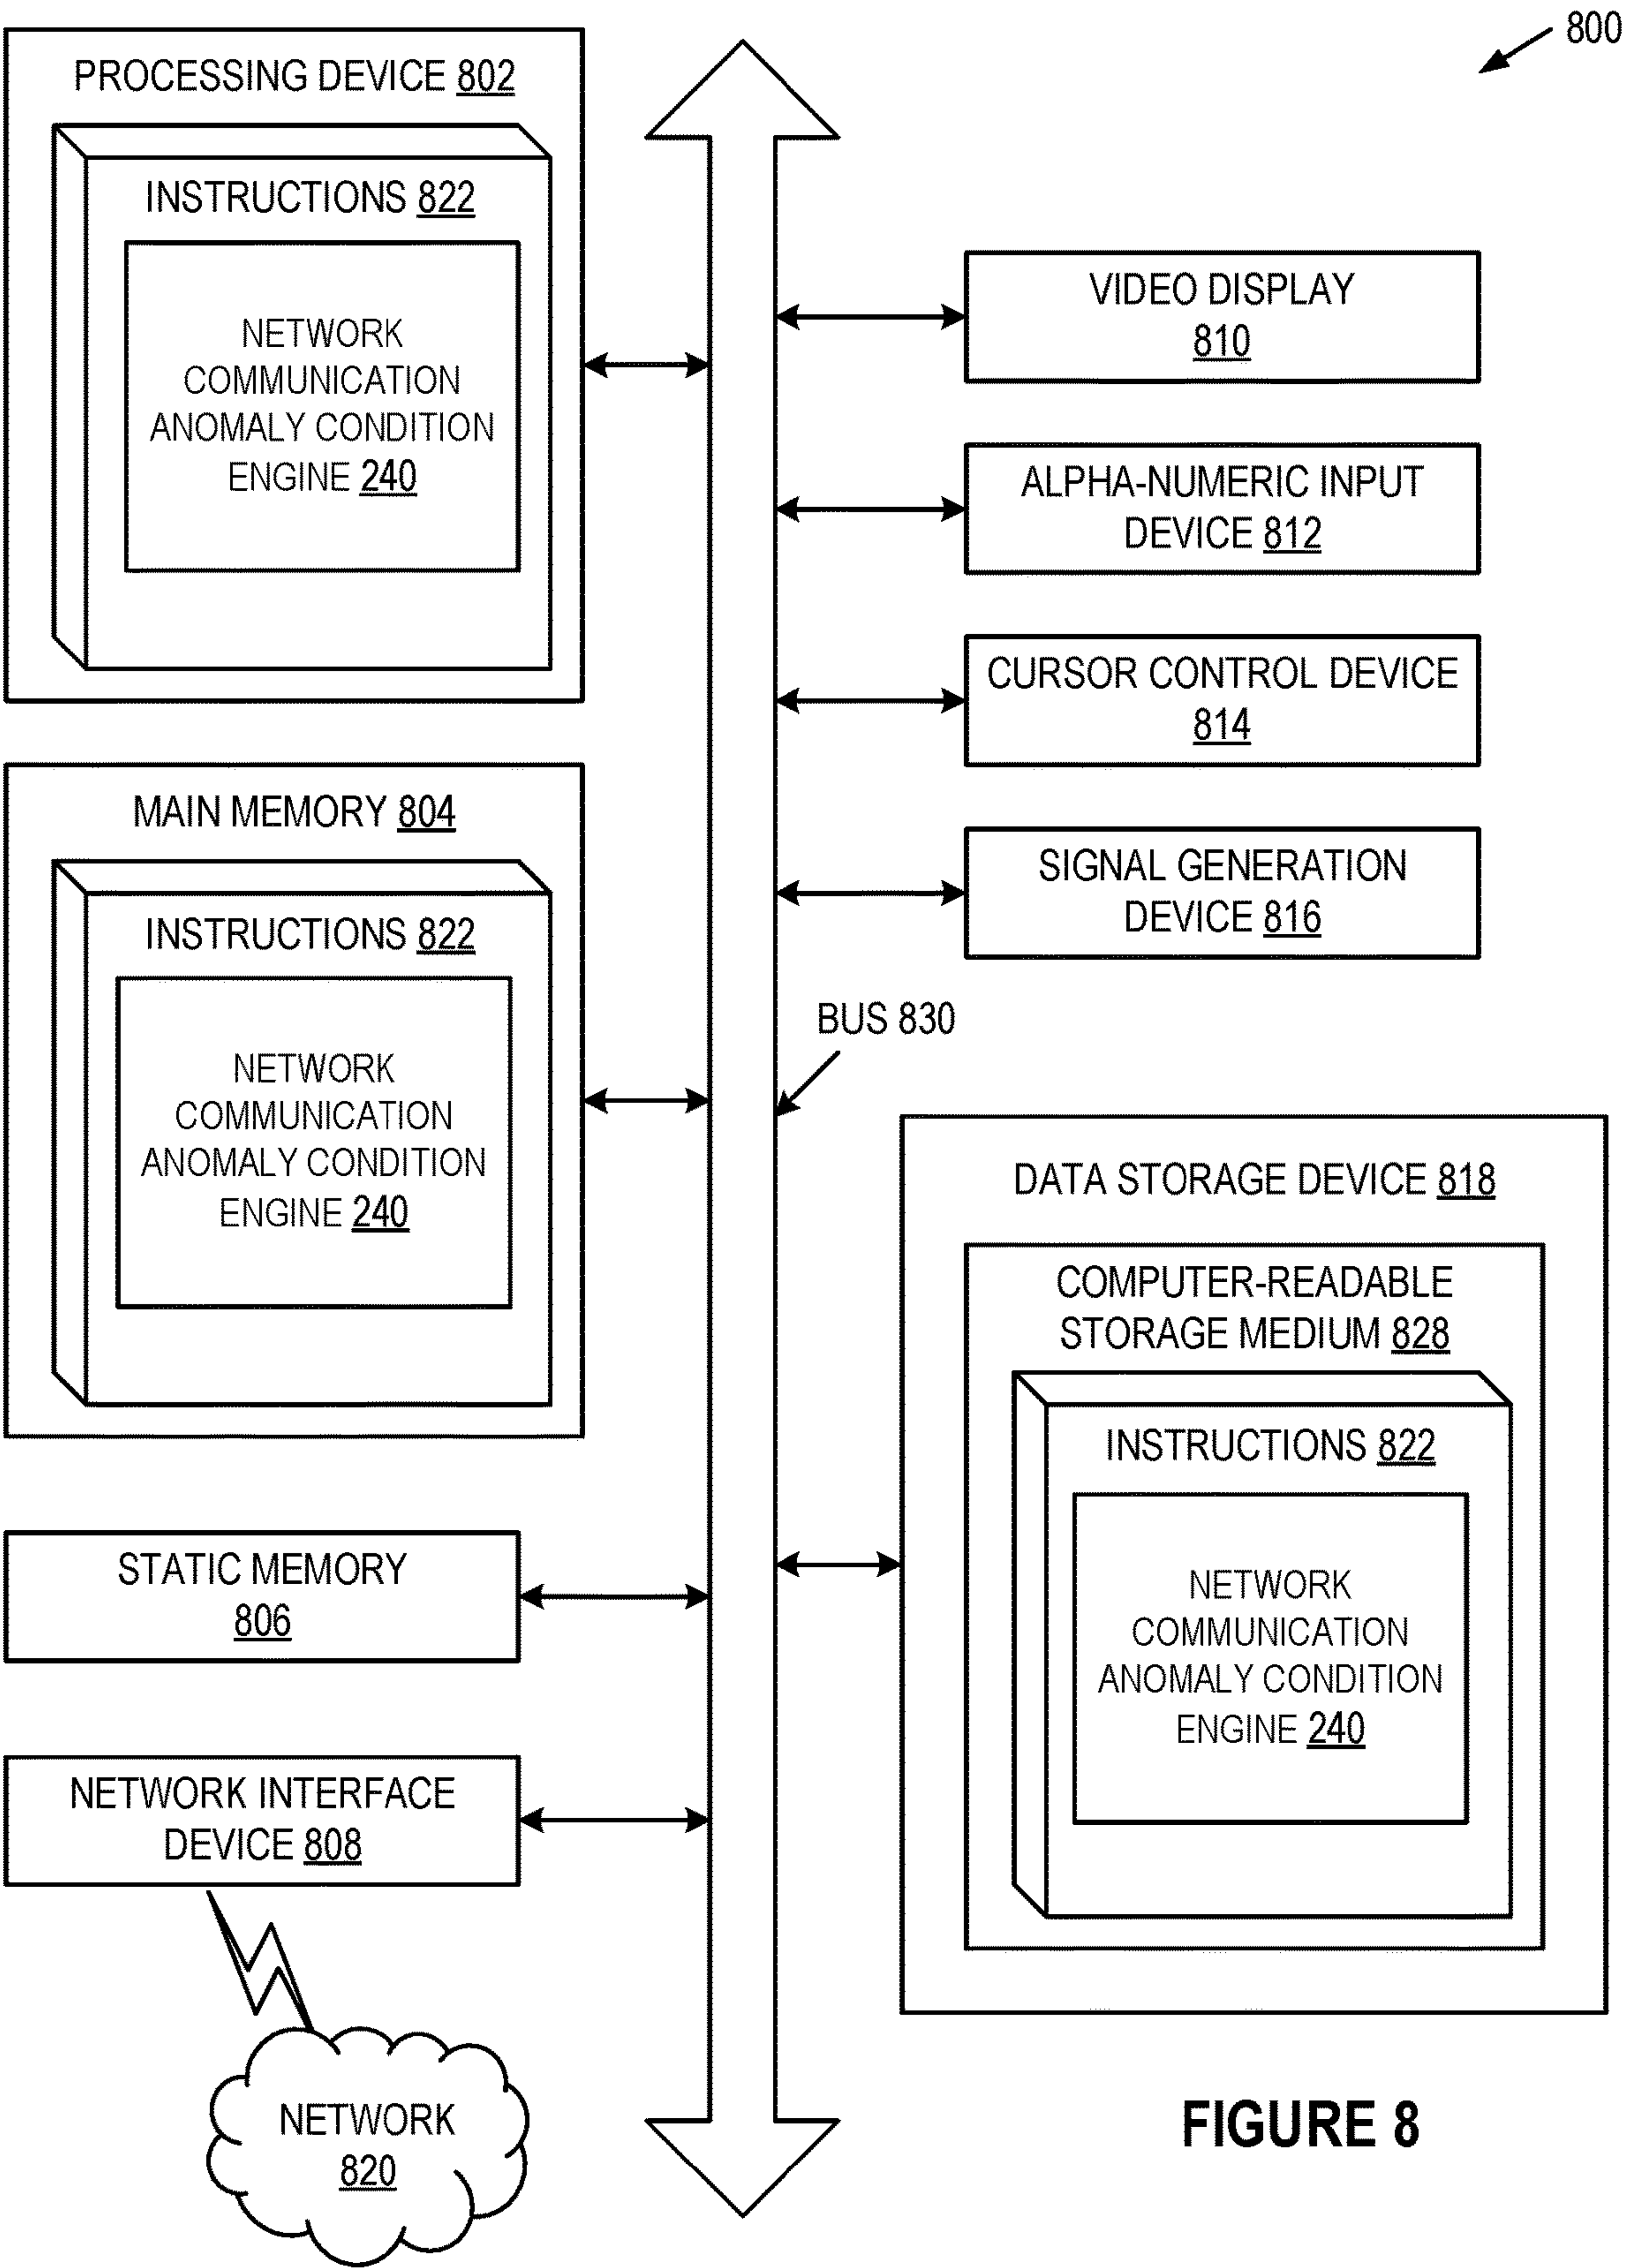 800
PROCESSING DEVICE 802
INSTRUCTIONS 822
NETWORK
COMMUNICATION
ANOMALY CONDITION
ENGINE 240
MAIN MEMORY 804
INSTRUCTIONS 822
NETWORK
COMMUNICATION
ANOMALY CONDITION
ENGINE 240
STATIC MEMORY
806
NETWORK INTERFACE
DEVICE 808
NETWORK
820
VIDEO DISPLAY
810
ALPHA-NUMERIC INPUT
DEVICE 812
CURSOR CONTROL DEVICE
814
SIGNAL GENERATION
DEVICE 816
BUS 830
DATA STORAGE DEVICE 818
COMPUTER-READABLE
STORAGE MEDIUM 828
INSTRUCTIONS 822
NETWORK
COMMUNICATION
ANOMALY CONDITION
ENGINE 240
FIGURE 8